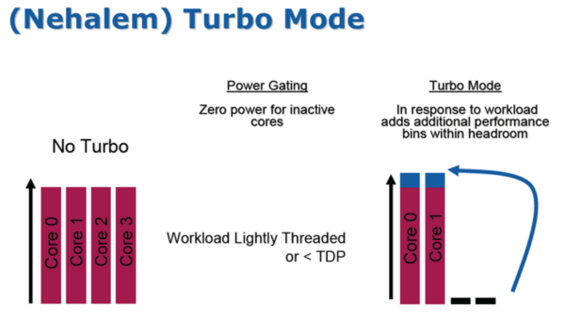 (Nehalem) Turbo Mode
Power Gating
Zero power for inactive
cores
Turbo Mode
In response to workload
adds additional performance
bins within headroom
No Turbo
Core 0
Core 1
Core 2
Core 3
Workload Lightly Threaded
or < TDP
Core 0
Core 1